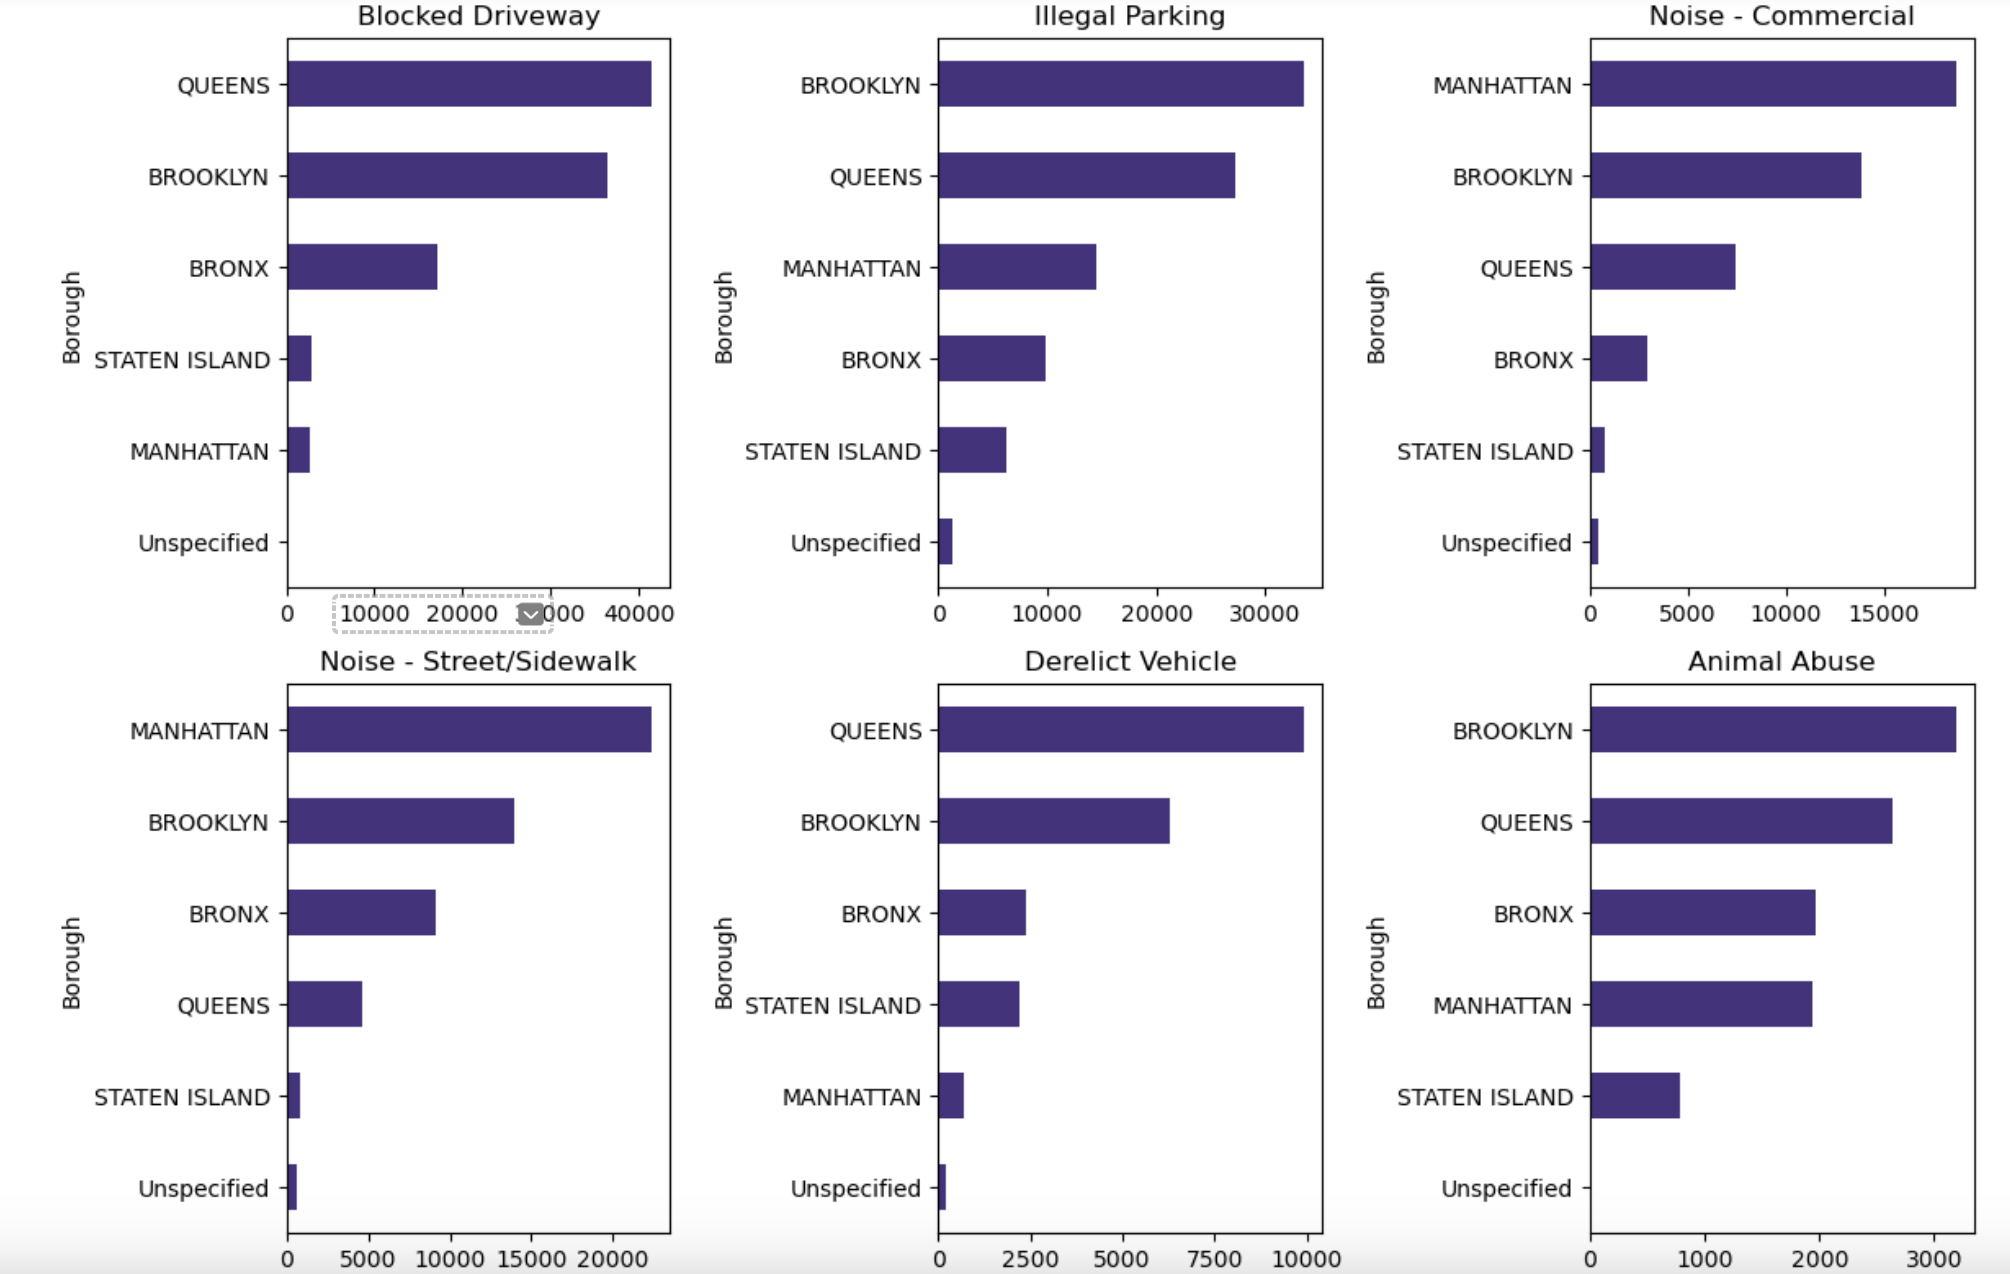 Blocked Driveway
QUEENS
BROOKLYN
BRONX
STATEN ISLAND
MANHATTAN
Unspecified
Borough
0 10000 20000 40000
Illegal Parking
BROOKLYN
QUEENS
MANHATTAN
BRONX
STATEN ISLAND
Unspecified
Borough
0 10000 20000 30000
Noise - Commercial
MANHATTAN
BROOKLYN
QUEENS
BRONX
STATEN ISLAND
Unspecified
Borough
0 5000 10000 15000
Noise - Street/Sidewalk
MANHATTAN
BROOKLYN
BRONX
QUEENS
STATEN ISLAND
Unspecified
Borough
0 5000 10000 15000 20000
Derelict Vehicle
QUEENS
BROOKLYN
BRONX
STATEN ISLAND
MANHATTAN
Unspecified
Borough
0 2500 5000 7500 10000
Animal Abuse
BROOKLYN
QUEENS
BRONX
MANHATTAN
STATEN ISLAND
Unspecified
Borough
0 1000 2000 3000